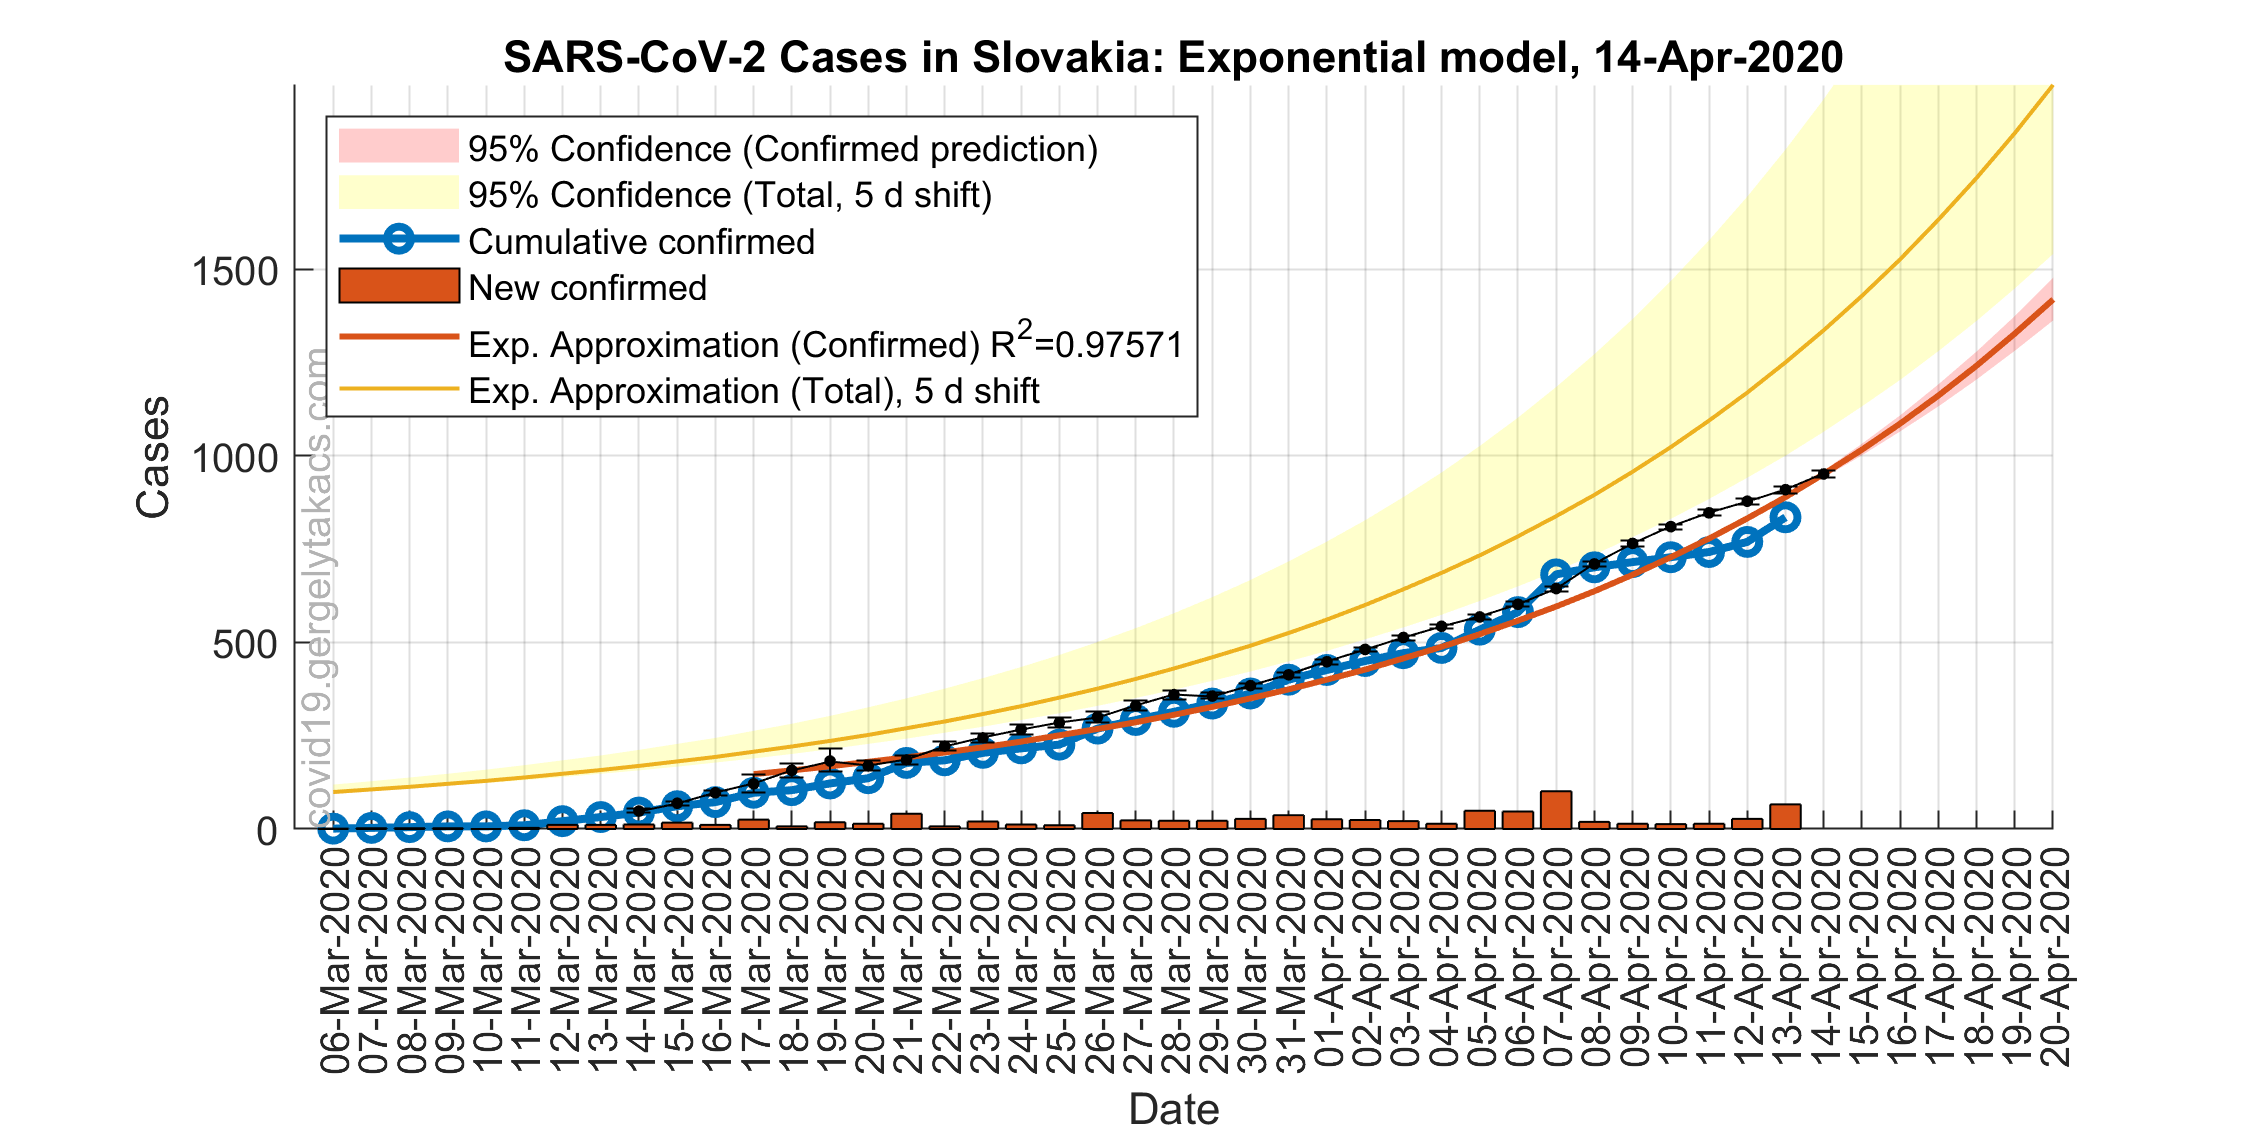 SARS-CoV-2 Cases in Slovakia: Exponential model, 14-Apr-2020
95% Confidence (Confirmed prediction)
95% Confidence (Total, 5 d shift)
Cumulative confirmed
New confirmed
Exp. Approximation (Confirmed) R²=0.97571
Exp. Approximation (Total), 5 d shift
covid19.gergelytakacs.com
Cases
1500
1000
500
0
06-Mar-2020
07-Mar-2020
08-Mar-2020
09-Mar-2020
10-Mar-2020
11-Mar-2020
12-Mar-2020
13-Mar-2020
14-Mar-2020
15-Mar-2020
16-Mar-2020
17-Mar-2020
18-Mar-2020
19-Mar-2020
20-Mar-2020
21-Mar-2020
22-Mar-2020
23-Mar-2020
24-Mar-2020
25-Mar-2020
26-Mar-2020
27-Mar-2020
28-Mar-2020
29-Mar-2020
30-Mar-2020
31-Mar-2020
01-Apr-2020
02-Apr-2020
03-Apr-2020
04-Apr-2020
05-Apr-2020
06-Apr-2020
07-Apr-2020
08-Apr-2020
09-Apr-2020
10-Apr-2020
11-Apr-2020
12-Apr-2020
13-Apr-2020
14-Apr-2020
15-Apr-2020
16-Apr-2020
17-Apr-2020
18-Apr-2020
19-Apr-2020
20-Apr-2020
Date